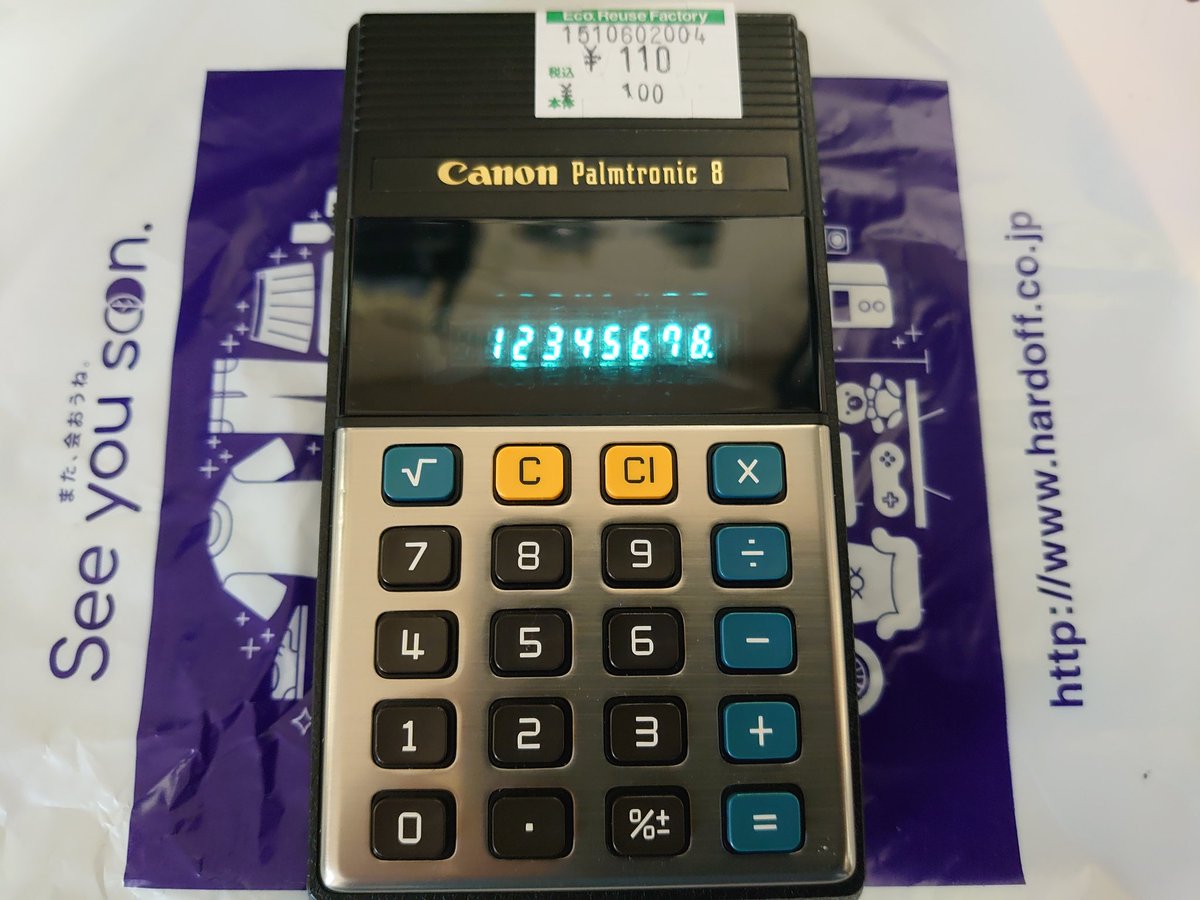 Eco.Reuse Factory
1510602004
税込 ¥ 110
本体 ¥ 100
Canon Palmtronic 8
12345678.
√ C CI X
7 8 9 ÷
4 5 6 −
1 2 3 +
0 . %± =
また、会おうね。
See you soon.
http://www.hardoff.co.jp